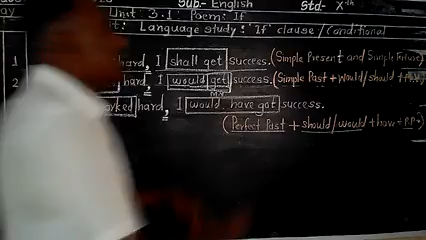 Sub:- English Std- Xth
ay Unit 3.1 Poem: If
t: Language study: 'If' clause / Conditional
1 hard, I shall get success. (Simple Present and Simple Future)
2 hard, I would get success. (Simple Past + Would/should +
M.V
worked hard, I would have got success.
(Perfect Past + should/would + have + P.P.)